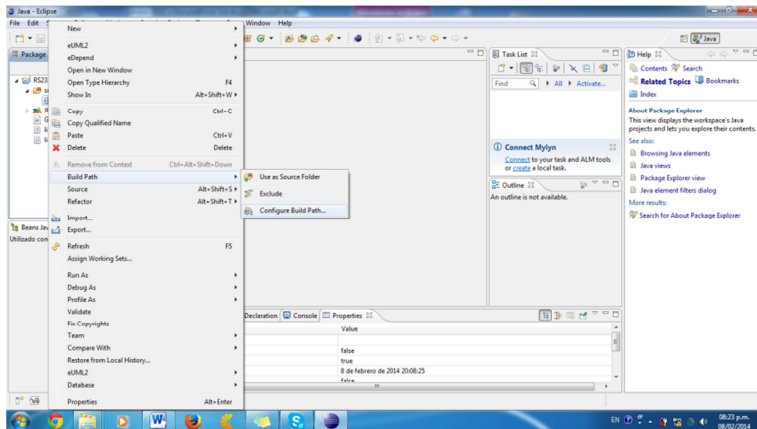 Java - Eclipse
File Edit
Window Help
Java
Package
RS23
Beans Jav
Utilizado con
New
eUML2
eDepend
Open in New Window
Open Type Hierarchy F4
Show In Alt+Shift+W
Copy Ctrl+C
Copy Qualified Name
Paste Ctrl+V
Delete Delete
Remove from Context Ctrl+Alt+Shift+Down
Build Path
Source Alt+Shift+S
Refactor Alt+Shift+T
Import...
Export...
Refresh F5
Assign Working Sets...
Run As
Debug As
Profile As
Validate
Fix Copyrights
Team
Compare With
Restore from Local History...
eUML2
Database
Properties Alt+Enter
Use as Source Folder
Exclude
Configure Build Path...
Task List
Find All Activate...
Connect Mylyn
Connect to your task and ALM tools
or create a local task.
Outline
An outline is not available.
Help
Contents Search
Related Topics Bookmarks
Index
About Package Explorer
This view displays the workspace's Java
projects and lets you explore their contents.
See also:
Browsing Java elements
Java views
Package Explorer view
Java element filters dialog
More results:
Search for About Package Explorer
Declaration Console Properties
Value
false
true
8 de febrero de 2014 20:08:25
false
EN
08:23 p.m.
08/02/2014